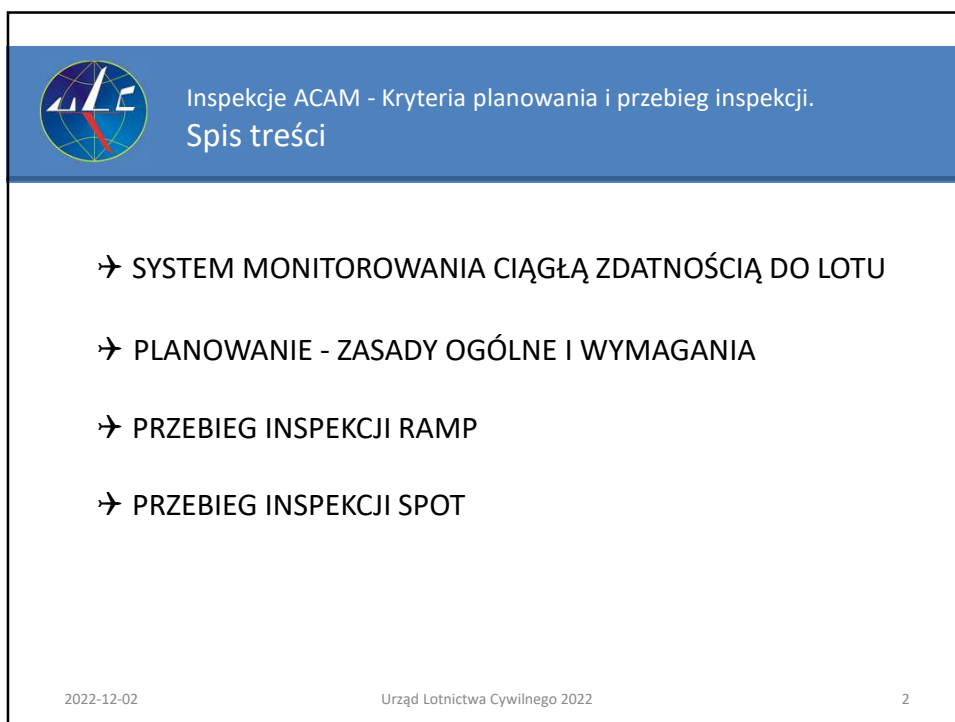 ULC
Inspekcje ACAM - Kryteria planowania i przebieg inspekcji.
Spis treści
✈ SYSTEM MONITOROWANIA CIĄGŁĄ ZDATNOŚCIĄ DO LOTU
✈ PLANOWANIE - ZASADY OGÓLNE I WYMAGANIA
✈ PRZEBIEG INSPEKCJI RAMP
✈ PRZEBIEG INSPEKCJI SPOT
2022-12-02
Urząd Lotnictwa Cywilnego 2022
2